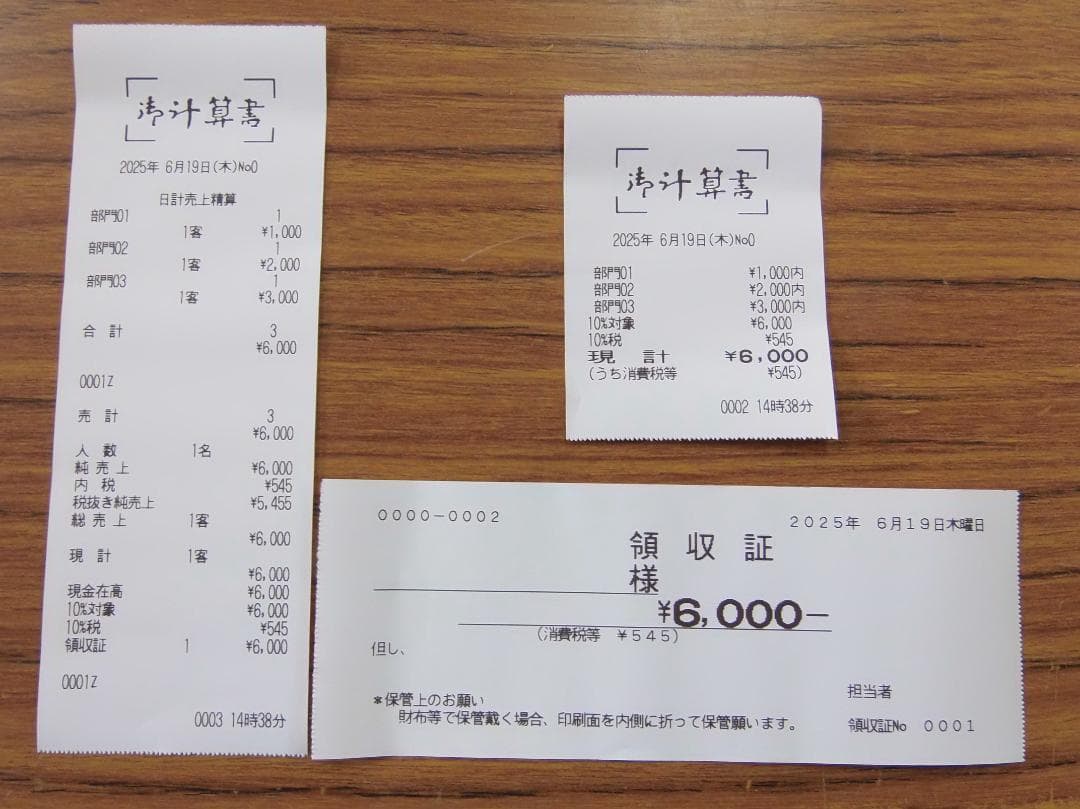 御計算書
2025年 6月19日(木)No0
日計売上精算
部門01 1
1客 ¥1,000
部門02 1
1客 ¥2,000
部門03 1
1客 ¥3,000
合 計 3
¥6,000
0001Z
売 計 3
¥6,000
人 数 1名
純 売 上 ¥6,000
内 税 ¥545
税抜き純売上 ¥5,455
総 売 上 1客
¥6,000
現 計 1客
¥6,000
現金在高 ¥6,000
10%対象 ¥6,000
10%税 ¥545
領収証 1 ¥6,000
0001Z
0003 14時38分
御計算書
2025年 6月19日(木)No0
部門01 ¥1,000内
部門02 ¥2,000内
部門03 ¥3,000内
10%対象 ¥6,000
10%税 ¥545
現 計 ¥6,000
(うち消費税等 ¥545)
0002 14時38分
0000-0002
2025年 6月19日木曜日
領 収 証
様
¥6,000-
(消費税等 ¥545)
但し、
*保管上のお願い
財布等で保管戴く場合、印刷面を内側に折って保管願います。
担当者
領収証No 0001